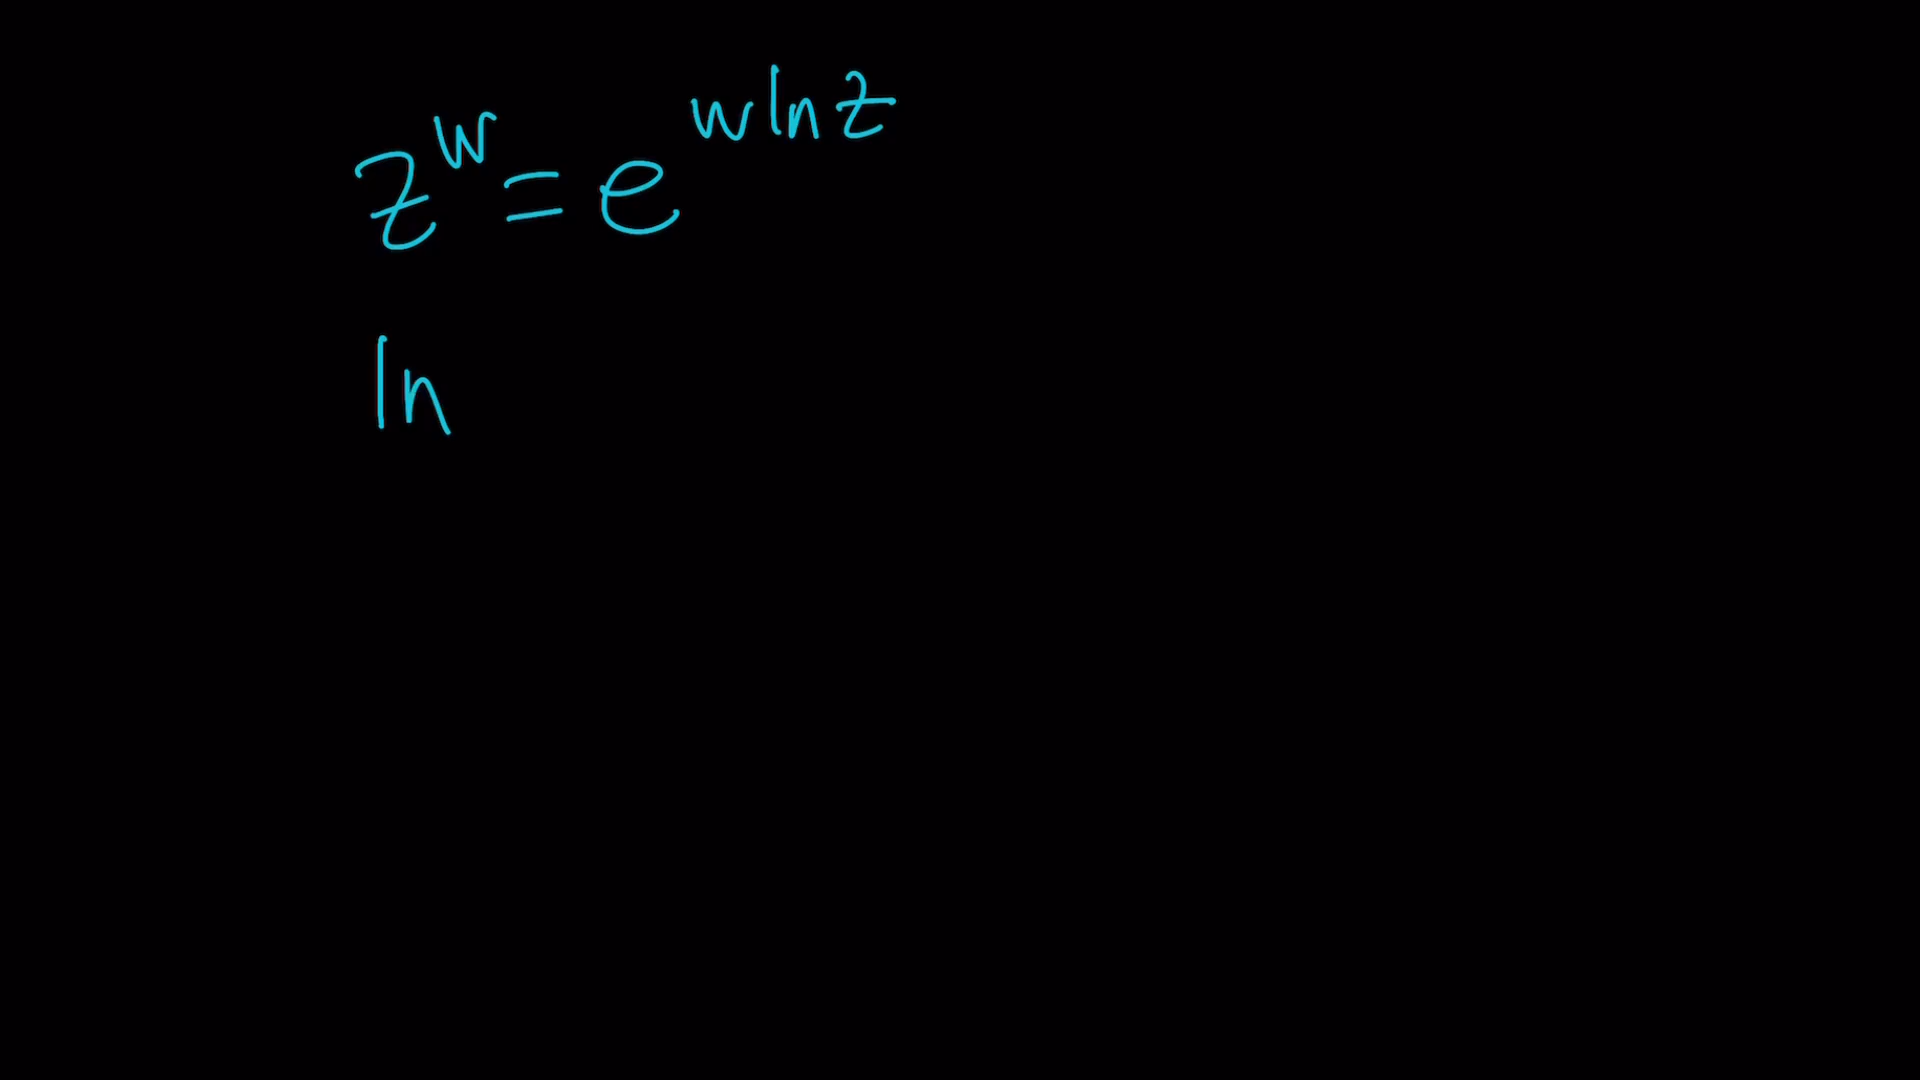 z^w = e^{w ln z}
ln